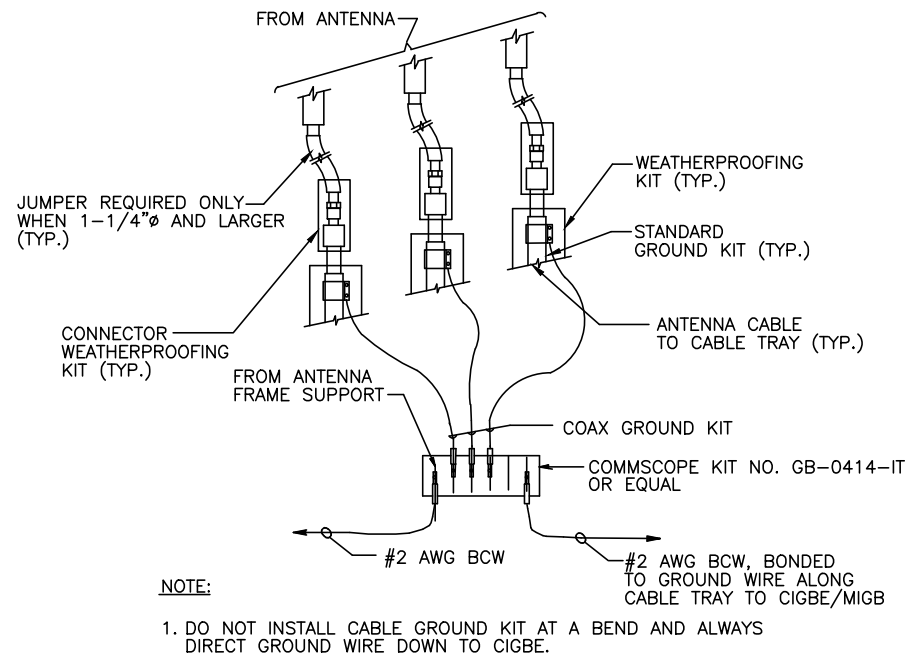 FROM ANTENNA
JUMPER REQUIRED ONLY
WHEN 1-1/4"ø AND LARGER
(TYP.)
WEATHERPROOFING
KIT (TYP.)
STANDARD
GROUND KIT (TYP.)
CONNECTOR
WEATHERPROOFING
KIT (TYP.)
ANTENNA CABLE
TO CABLE TRAY (TYP.)
FROM ANTENNA
FRAME SUPPORT
COAX GROUND KIT
COMMSCOPE KIT NO. GB-0414-IT
OR EQUAL
#2 AWG BCW
#2 AWG BCW, BONDED
TO GROUND WIRE ALONG
CABLE TRAY TO CIGBE/MIGB
NOTE:
1. DO NOT INSTALL CABLE GROUND KIT AT A BEND AND ALWAYS
DIRECT GROUND WIRE DOWN TO CIGBE.